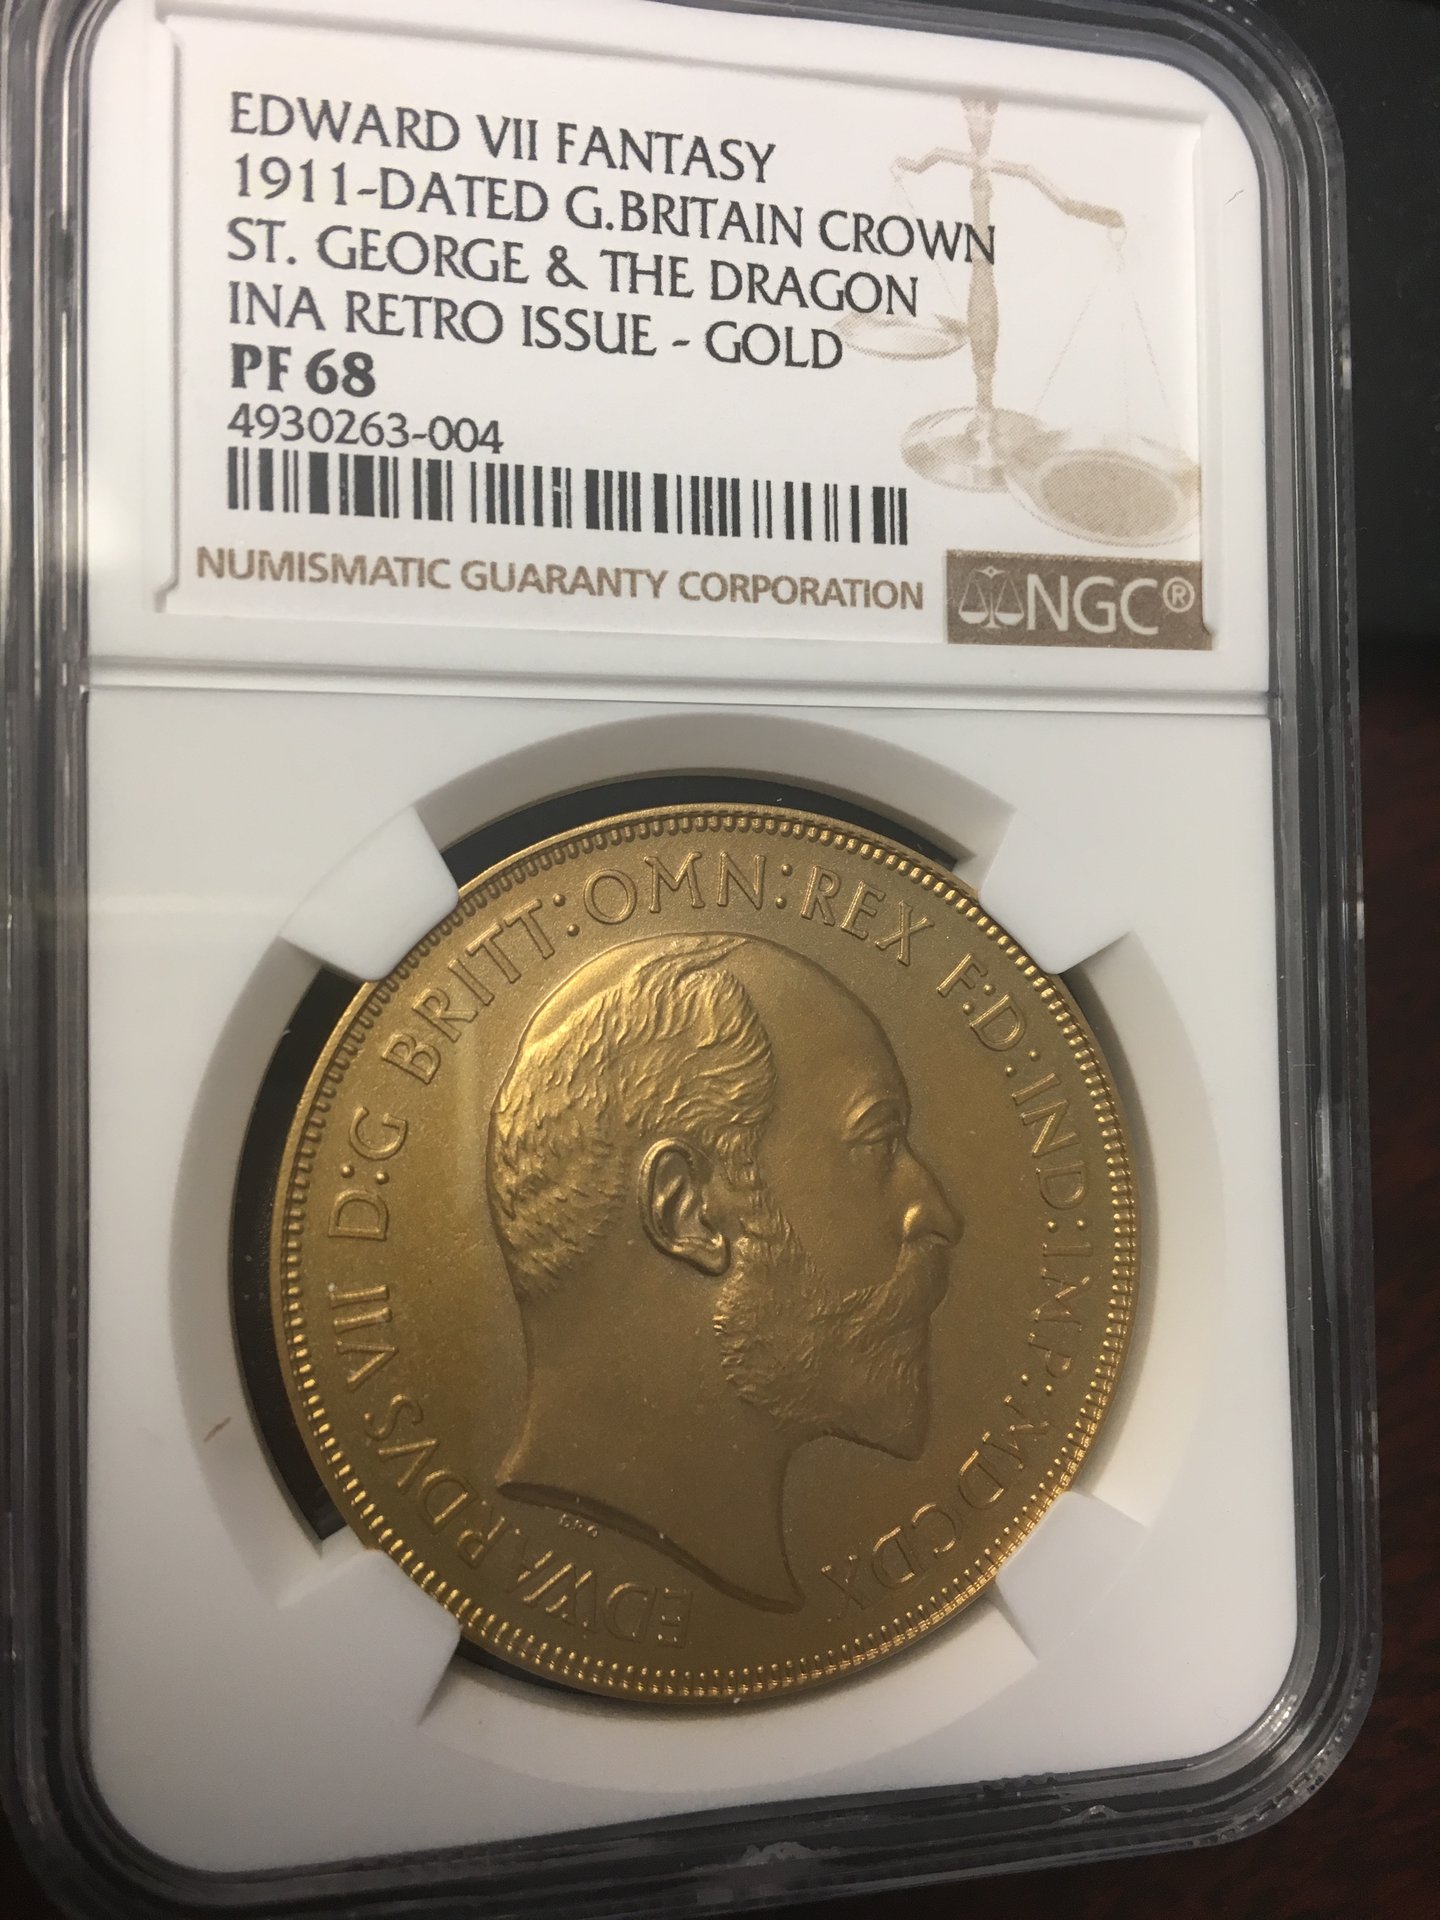 EDWARD VII FANTASY
1911-DATED G.BRITAIN CROWN
ST. GEORGE & THE DRAGON
INA RETRO ISSUE - GOLD
PF 68
4930263-004
NUMISMATIC GUARANTY CORPORATION
NGC®
EDWARDVS VII D:G BRITT:OMN:REX F:D:IND:IMP:MDCDX